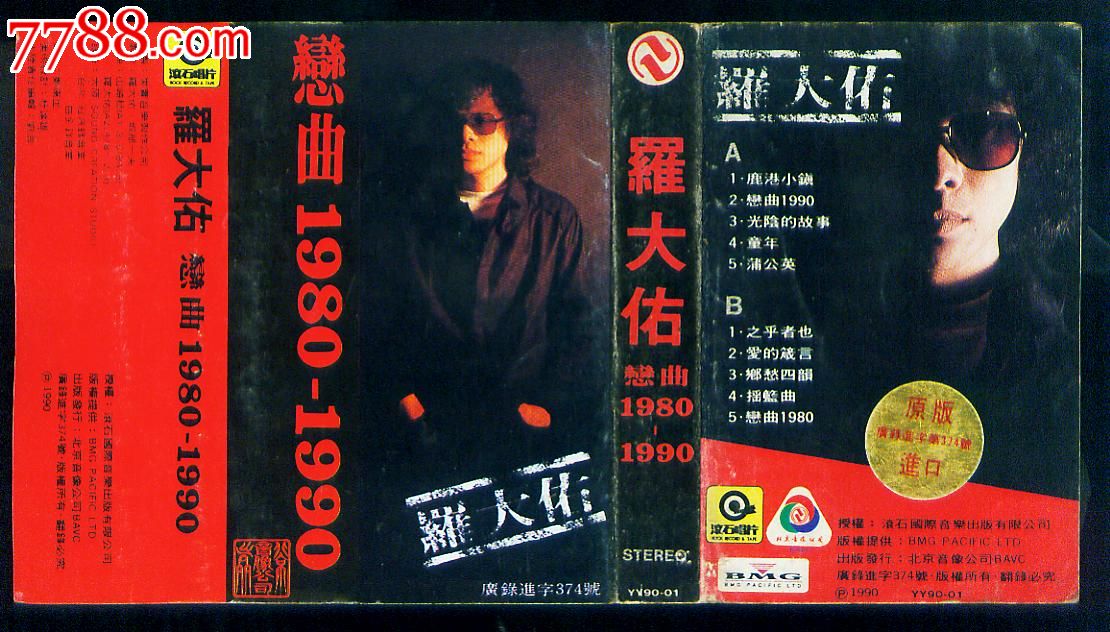 7788.com
滾石唱片
ROCK RECORD & TAPE
羅大佑 戀曲1980-1990
授權：滾石國際音樂出版有限公司
版權提供：BMG PACIFIC LTD
出版發行：北京音像公司BAVC
廣錄進字374號·版權所有·翻錄必究
Ⓟ1990
戀曲 1980-1990
羅大佑
廣錄進字374號
羅大佑
戀曲
1980
-
1990
STEREO
YY90-01
羅大佑
A
1·鹿港小鎮
2·戀曲1990
3·光陰的故事
4·童年
5·蒲公英
B
1·之乎者也
2·愛的箴言
3·鄉愁四韻
4·搖籃曲
5·戀曲1980
原版
廣錄進字第374號
進口
滾石唱片
ROCK RECORD & TAPE
BMG
BMG PACIFIC LTD
授權：滾石國際音樂出版有限公司
版權提供：BMG PACIFIC LTD
出版發行：北京音像公司BAVC
廣錄進字374號·版權所有·翻錄必究
Ⓟ1990 YY90-01